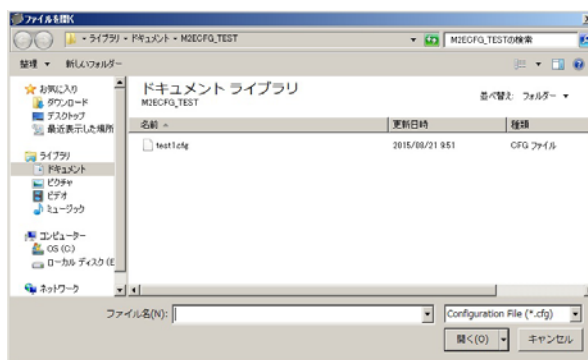 ファイルを開く
ライブラリ ▸ ドキュメント ▸ M2ECFG_TEST
M2ECFG_TESTの検索
整理 ▼ 新しいフォルダー
お気に入り
ダウンロード
デスクトップ
最近表示した場所
ライブラリ
ドキュメント
ピクチャ
ビデオ
ミュージック
コンピューター
OS (C:)
ローカル ディスク (E
ネットワーク
ドキュメント ライブラリ
M2ECFG_TEST
並べ替え: フォルダー ▼
名前 更新日時 種類
test1.cfg 2015/08/21 9:51 CFG ファイル
ファイル名(N):
Configuration File (*.cfg)
開く(O) キャンセル